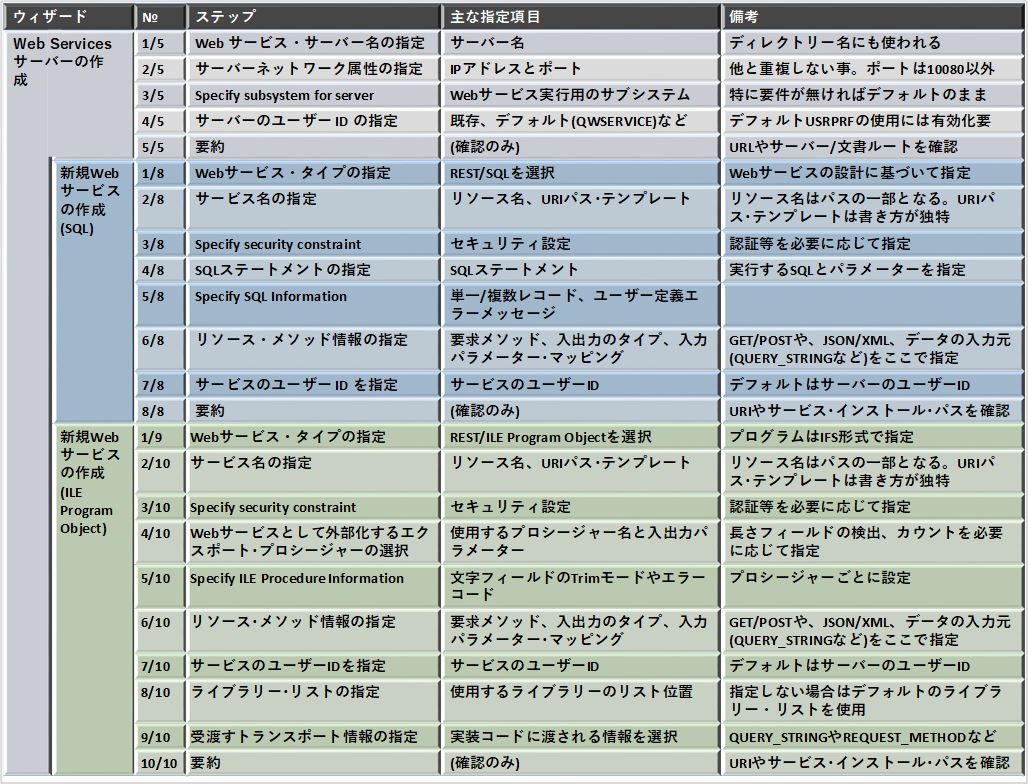 ウィザード № ステップ 主な指定項目 備考
Web Services
サーバーの作
成
1/5 Web サービス・サーバー名の指定 サーバー名 ディレクトリー名にも使われる
2/5 サーバーネットワーク属性の指定 IPアドレスとポート 他と重複しない事。ポートは10080以外
3/5 Specify subsystem for server Webサービス実行用のサブシステム 特に要件が無ければデフォルトのまま
4/5 サーバーのユーザー ID の指定 既存、デフォルト(QWSERVICE)など デフォルトUSRPRFの使用には有効化要
5/5 要約 (確認のみ) URLやサーバー/文書ルートを確認
新規Web
サービス
の作成
(SQL)
1/8 Webサービス・タイプの指定 REST/SQLを選択 Webサービスの設計に基づいて指定
2/8 サービス名の指定 リソース名、URIパス･テンプレート リソース名はパスの一部となる。URIパ
ス･テンプレートは書き方が独特
3/8 Specify security constraint セキュリティ設定 認証等を必要に応じて指定
4/8 SQLステートメントの指定 SQLステートメント 実行するSQLとパラメーターを指定
5/8 Specify SQL Information 単一/複数レコード、ユーザー定義エ
ラーメッセージ
6/8 リソース・メソッド情報の指定 要求メソッド、入出力のタイプ、入力 GET/POSTや、JSON/XML、データの入力元
パラメーター･マッピング (QUERY_STRINGなど)をここで指定
7/8 サービスのユーザー ID を指定 サービスのユーザーID デフォルトはサーバーのユーザーID
8/8 要約 (確認のみ) URIやサービス･インストール･パスを確認
新規Web
サービス
の作成
(ILE
Program
Object)
1/9 Webサービス・タイプの指定 REST/ILE Program Objectを選択 プログラムはIFS形式で指定
2/10 サービス名の指定 リソース名、URIパス･テンプレート リソース名はパスの一部となる。URIパ
ス･テンプレートは書き方が独特
3/10 Specify security constraint セキュリティ設定 認証等を必要に応じて指定
4/10 Webサービスとして外部化するエク 使用するプロシージャー名と入出力パ 長さフィールドの検出、カウントを必要
スポート･プロシージャーの選択 ラメーター に応じて指定
5/10 Specify ILE Procedure Information 文字フィールドのTrimモードやエラー プロシージャーごとに設定
コード
6/10 リソース･メソッド情報の指定 要求メソッド、入出力のタイプ、入力 GET/POSTや、JSON/XML、データの入力元
パラメーター･マッピング (QUERY_STRINGなど)をここで指定
7/10 サービスのユーザーIDを指定 サービスのユーザーID デフォルトはサーバーのユーザーID
8/10 ライブラリー･リストの指定 使用するライブラリーのリスト位置 指定しない場合はデフォルトのライブラ
リー・リストを使用
9/10 受渡すトランスポート情報の指定 実装コードに渡される情報を選択 QUERY_STRINGやREQUEST_METHODなど
10/10 要約 (確認のみ) URIやサービス･インストール･パスを確認